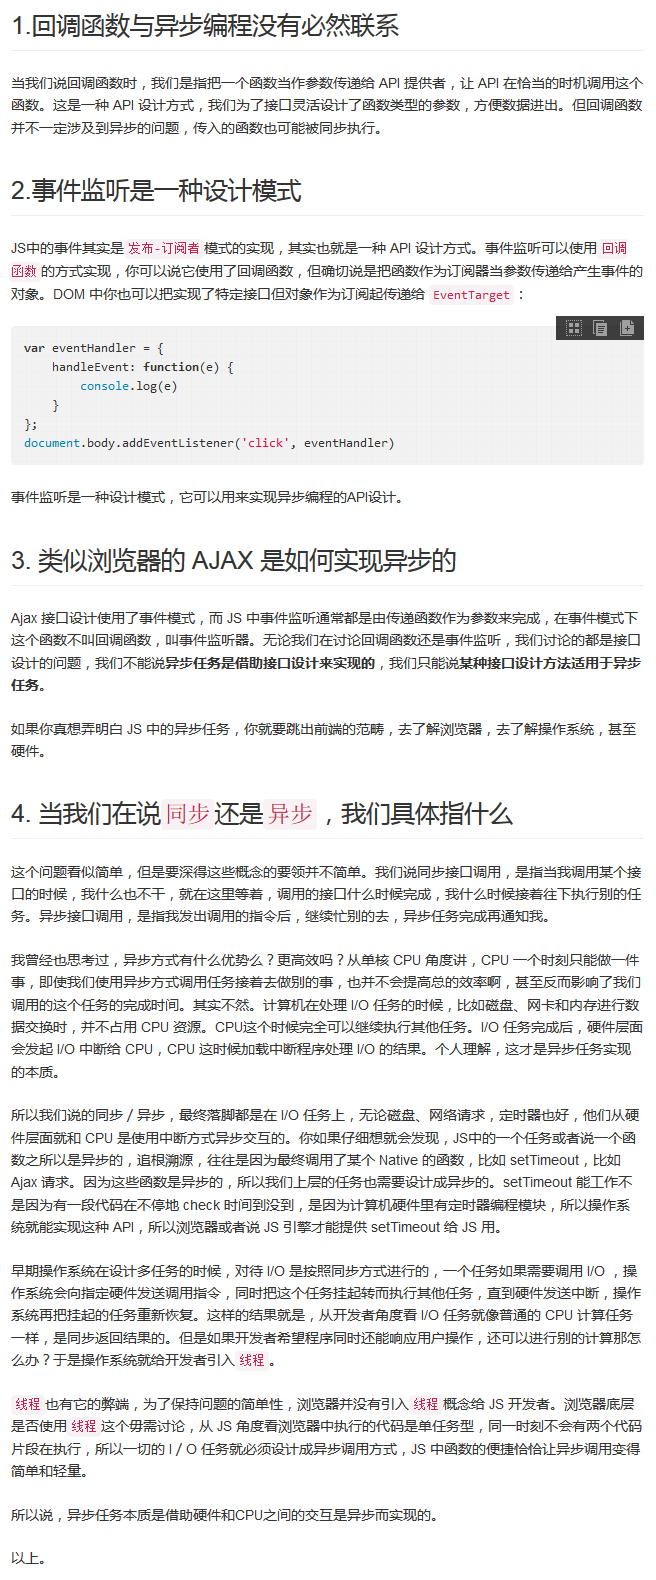 1.回调函数与异步编程没有必然联系
当我们说回调函数时，我们是指把一个函数当作参数传递给 API 提供者，让 API 在恰当的时机调用这个
函数。这是一种 API 设计方式，我们为了接口灵活设计了函数类型的参数，方便数据进出。但回调函数
并不一定涉及到异步的问题，传入的函数也可能被同步执行。
2.事件监听是一种设计模式
JS中的事件其实是 发布-订阅者 模式的实现，其实也就是一种 API 设计方式。事件监听可以使用 回调
函数 的方式实现，你可以说它使用了回调函数，但确切说是把函数作为订阅器当参数传递给产生事件的
对象。DOM 中你也可以把实现了特定接口但对象作为订阅起传递给 EventTarget ：
var eventHandler = {
    handleEvent: function(e) {
        console.log(e)
    }
};
document.body.addEventListener('click', eventHandler)
事件监听是一种设计模式，它可以用来实现异步编程的API设计。
3. 类似浏览器的 AJAX 是如何实现异步的
Ajax 接口设计使用了事件模式，而 JS 中事件监听通常都是由传递函数作为参数来完成，在事件模式下
这个函数不叫回调函数，叫事件监听器。无论我们在讨论回调函数还是事件监听，我们讨论的都是接口
设计的问题，我们不能说异步任务是借助接口设计来实现的，我们只能说某种接口设计方法适用于异步
任务。
如果你真想弄明白 JS 中的异步任务，你就要跳出前端的范畴，去了解浏览器，去了解操作系统，甚至
硬件。
4. 当我们在说 同步 还是 异步 ，我们具体指什么
这个问题看似简单，但是要深得这些概念的要领并不简单。我们说同步接口调用，是指当我调用某个接
口的时候，我什么也不干，就在这里等着，调用的接口什么时候完成，我什么时候接着往下执行别的任
务。异步接口调用，是指我发出调用的指令后，继续忙别的去，异步任务完成再通知我。
我曾经也思考过，异步方式有什么优势么？更高效吗？从单核 CPU 角度讲，CPU 一个时刻只能做一件
事，即使我们使用异步方式调用任务接着去做别的事，也并不会提高总的效率啊，甚至反而影响了我们
调用的这个任务的完成时间。其实不然。计算机在处理 I/O 任务的时候，比如磁盘、网卡和内存进行数
据交换时，并不占用 CPU 资源。CPU这个时候完全可以继续执行其他任务。I/O 任务完成后，硬件层面
会发起 I/O 中断给 CPU，CPU 这时候加载中断程序处理 I/O 的结果。个人理解，这才是异步任务实现
的本质。
所以我们说的同步 / 异步，最终落脚都是在 I/O 任务上，无论磁盘、网络请求，定时器也好，他们从硬
件层面就和 CPU 是使用中断方式异步交互的。你如果仔细想就会发现，JS中的一个任务或者说一个函
数之所以是异步的，追根溯源，往往是因为最终调用了某个 Native 的函数，比如 setTimeout，比如
Ajax 请求。因为这些函数是异步的，所以我们上层的任务也需要设计成异步的。setTimeout 能工作不
是因为有一段代码在不停地 check 时间到没到，是因为计算机硬件里有定时器编程模块，所以操作系
统就能实现这种 API，所以浏览器或者说 JS 引擎才能提供 setTimeout 给 JS 用。
早期操作系统在设计多任务的时候，对待 I/O 是按照同步方式进行的，一个任务如果需要调用 I/O ，操
作系统会向指定硬件发送调用指令，同时把这个任务挂起转而执行其他任务，直到硬件发送中断，操作
系统再把挂起的任务重新恢复。这样的结果就是，从开发者角度看 I/O 任务就像普通的 CPU 计算任务
一样，是同步返回结果的。但是如果开发者希望程序同时还能响应用户操作，还可以进行别的计算那怎
么办？于是操作系统就给开发者引入 线程 。
线程 也有它的弊端，为了保持问题的简单性，浏览器并没有引入 线程 概念给 JS 开发者。浏览器底层
是否使用 线程 这个毋需讨论，从 JS 角度看浏览器中执行的代码是单任务型，同一时刻不会有两个代码
片段在执行，所以一切的 I / O 任务就必须设计成异步调用方式，JS 中函数的便捷恰恰让异步调用变得
简单和轻量。
所以说，异步任务本质是借助硬件和CPU之间的交互是异步而实现的。
以上。